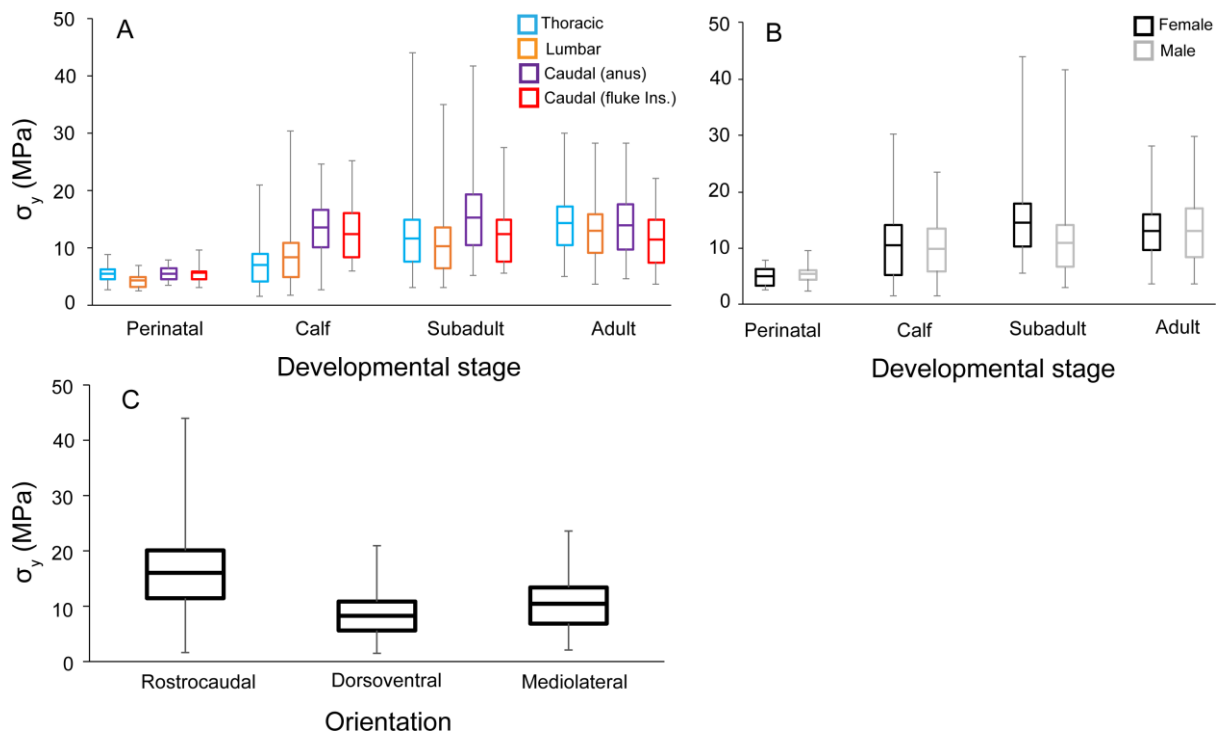 A
Thoracic
Lumbar
Caudal (anus)
Caudal (fluke Ins.)
50
40
30
20
10
0
σy (MPa)
Perinatal Calf Subadult Adult
Developmental stage
B
Female
Male
50
40
30
20
10
0
Perinatal Calf Subadult Adult
Developmental stage
C
50
40
30
20
10
0
σy (MPa)
Rostrocaudal Dorsoventral Mediolateral
Orientation